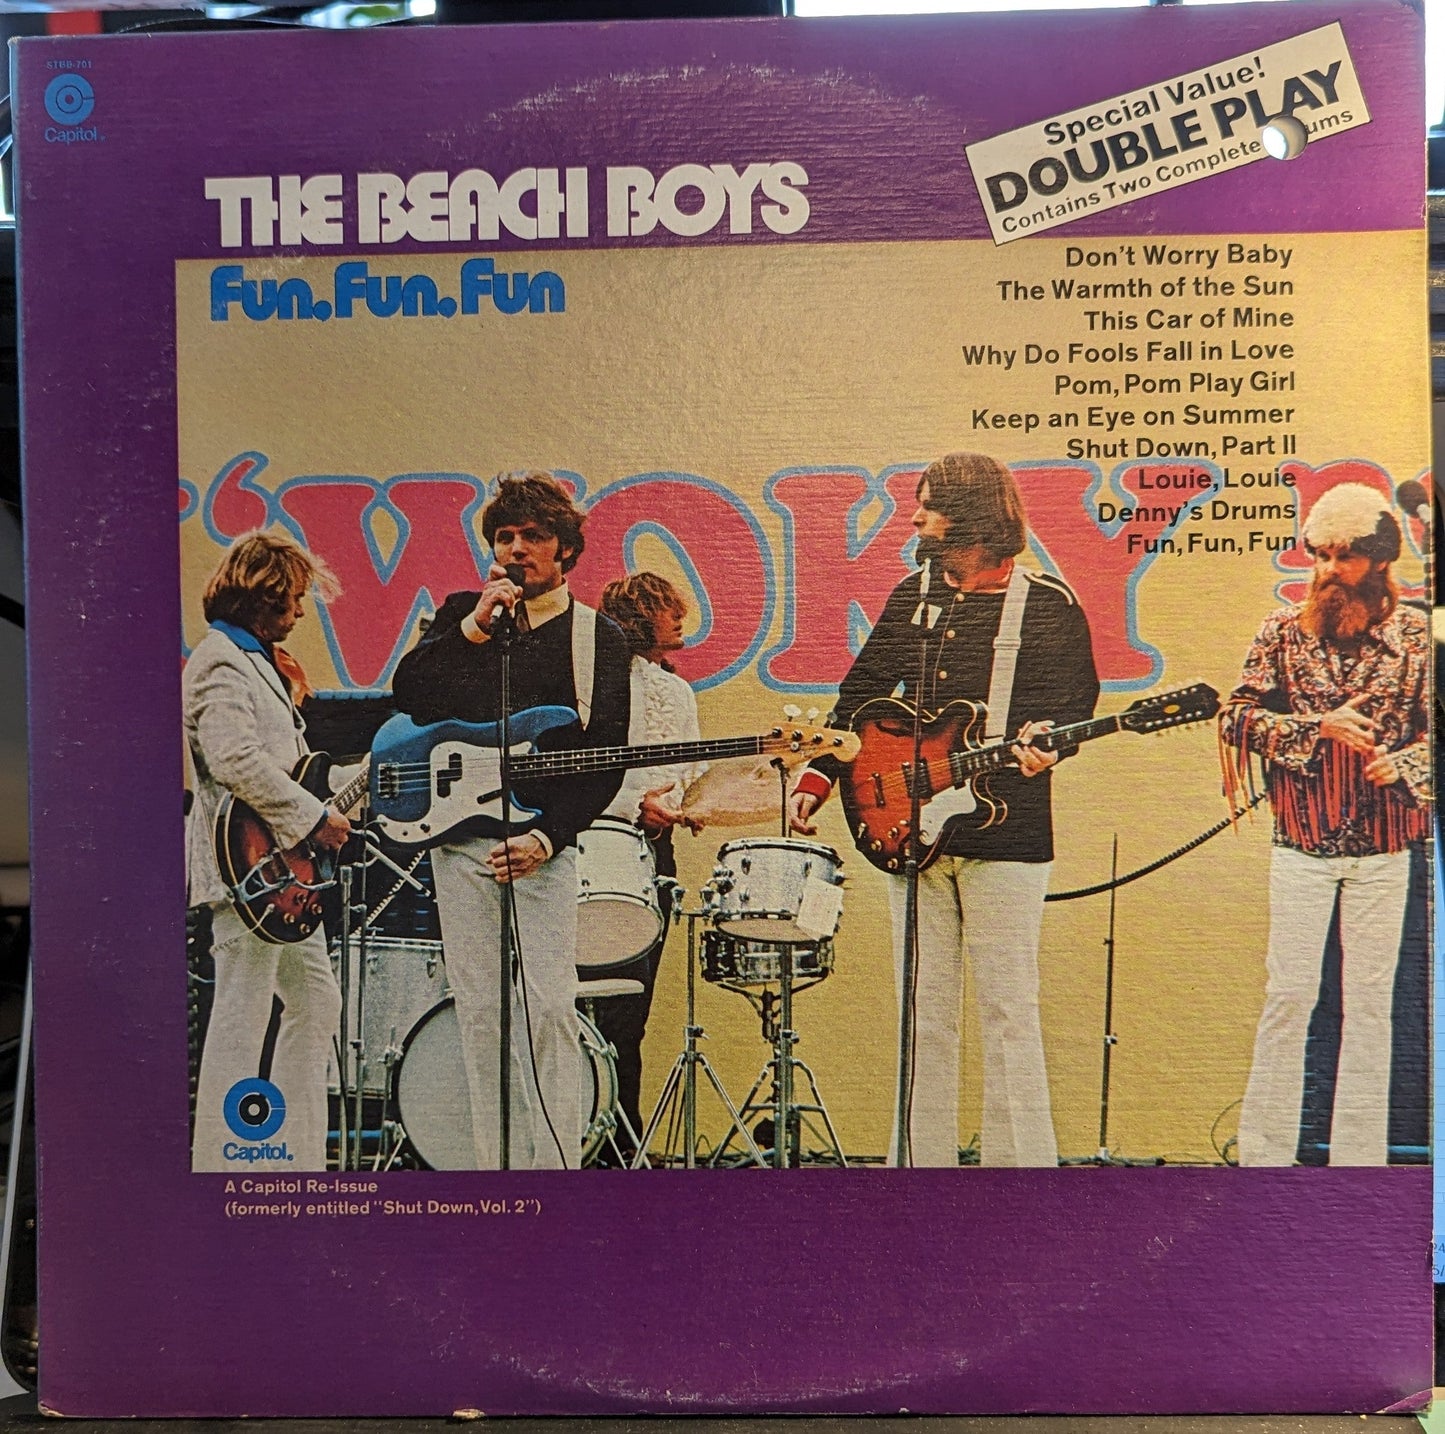 STBB-701
Capitol®
Special Value!
DOUBLE PLAY
Contains Two Complete
THE BEACH BOYS
Fun, Fun, Fun
Don't Worry Baby
The Warmth of the Sun
This Car of Mine
Why Do Fools Fall in Love
Pom, Pom Play Girl
Keep an Eye on Summer
Shut Down, Part II
Louie, Louie
Denny's Drums
Fun, Fun, Fun
WOKY
Capitol®
A Capitol Re-Issue
(formerly entitled "Shut Down, Vol. 2")